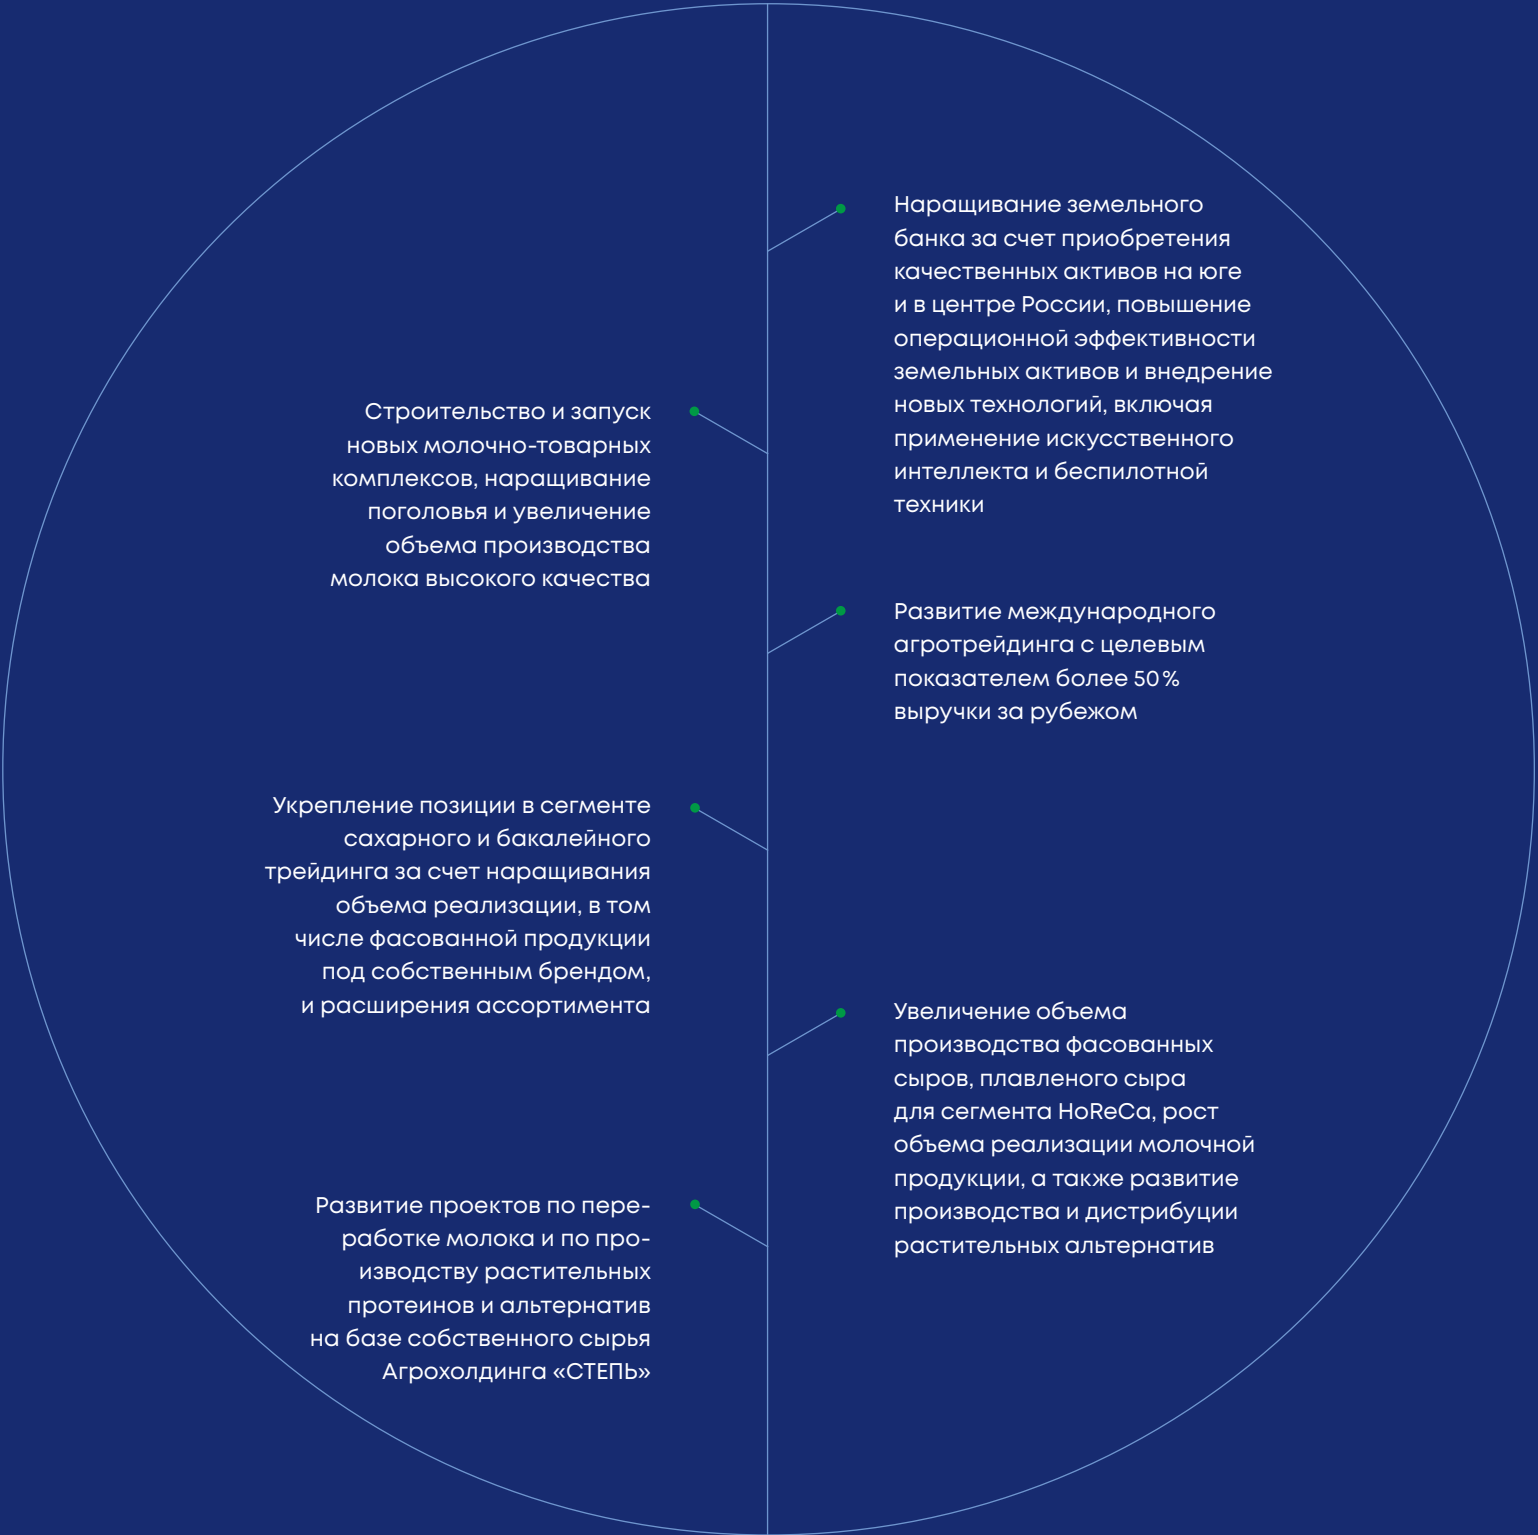 Наращивание земельного
банка за счет приобретения
качественных активов на юге
и в центре России, повышение
операционной эффективности
земельных активов и внедрение
новых технологий, включая
применение искусственного
интеллекта и беспилотной
техники
Строительство и запуск
новых молочно-товарных
комплексов, наращивание
поголовья и увеличение
объема производства
молока высокого качества
Развитие международного
агротрейдинга с целевым
показателем более 50 %
выручки за рубежом
Укрепление позиции в сегменте
сахарного и бакалейного
трейдинга за счет наращивания
объема реализации, в том
числе фасованной продукции
под собственным брендом,
и расширения ассортимента
Увеличение объема
производства фасованных
сыров, плавленого сыра
для сегмента HoReCa, рост
объема реализации молочной
продукции, а также развитие
производства и дистрибуции
растительных альтернатив
Развитие проектов по пере-
работке молока и по про-
изводству растительных
протеинов и альтернатив
на базе собственного сырья
Агрохолдинга «СТЕПЬ»